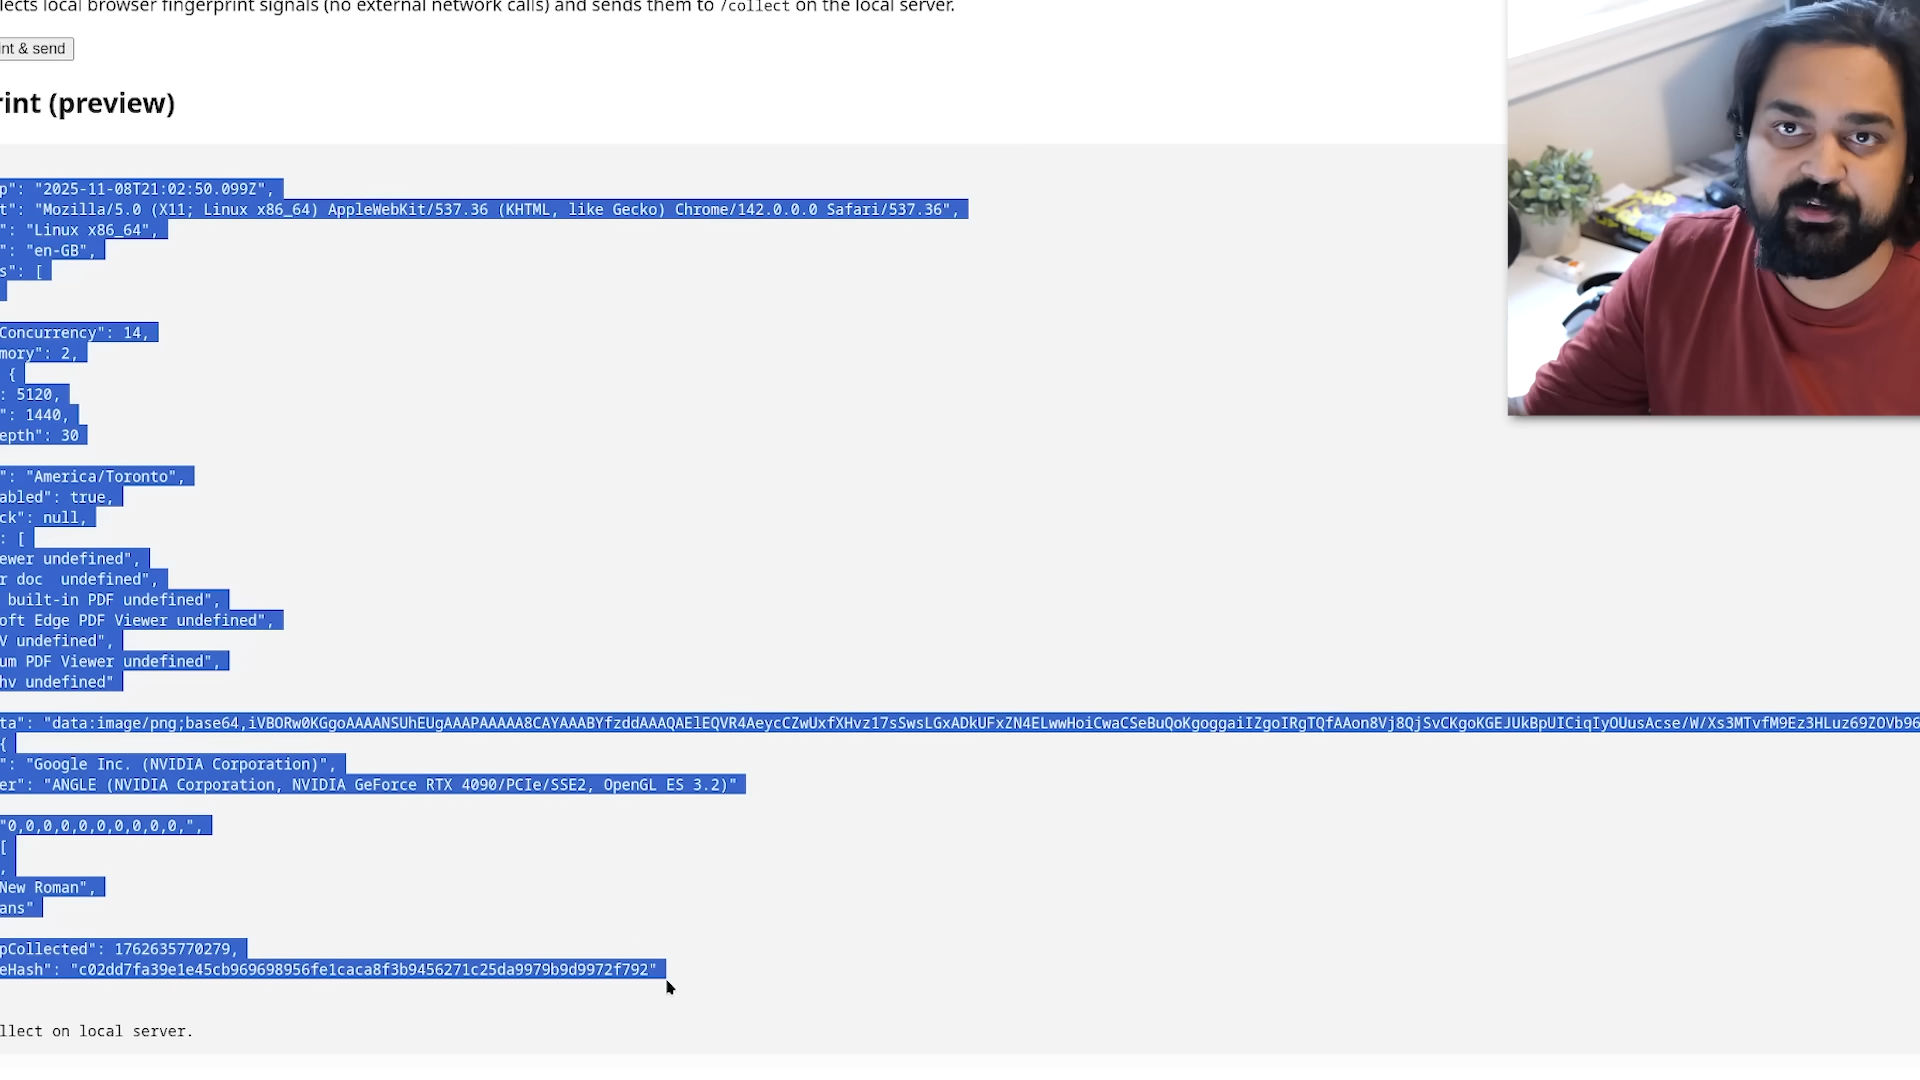 lects local browser fingerprint signals (no external network calls) and sends them to /collect on the local server.
int & send
rint (preview)
p": "2025-11-08T21:02:50.099Z",
t": "Mozilla/5.0 (X11; Linux x86_64) AppleWebKit/537.36 (KHTML, like Gecko) Chrome/142.0.0.0 Safari/537.36",
": "Linux x86_64",
": "en-GB",
s": [
Concurrency": 14,
mory": 2,
{
: 5120,
": 1440,
epth": 30
": "America/Toronto",
abled": true,
ck": null,
: [
ewer undefined",
r doc  undefined",
built-in PDF undefined",
oft Edge PDF Viewer undefined",
V undefined",
um PDF Viewer undefined",
hv undefined"
ta": "data:image/png;base64,iVBORw0KGgoAAAANSUhEUgAAAPAAAAA8CAYAAABYfzddAAAQAElEQVR4AeycCZwUxfXHvz17sSwsLGxADkUFxZN4ELwwHoiCwaCSeBuQoKgoggaiIZgoIRgTQfAAon8Vj8QjSvCKgoKGEJUkBpUICiqIyOUusAcse/W/Xs3MTvfM9Ez3HLuz69ZOVb96
{
": "Google Inc. (NVIDIA Corporation)",
er": "ANGLE (NVIDIA Corporation, NVIDIA GeForce RTX 4090/PCIe/SSE2, OpenGL ES 3.2)"
"0,0,0,0,0,0,0,0,0,0,",
[
,
New Roman",
ans"
pCollected": 1762635770279,
eHash": "c02dd7fa39e1e45cb969698956fe1caca8f3b9456271c25da9979b9d9972f792"
llect on local server.